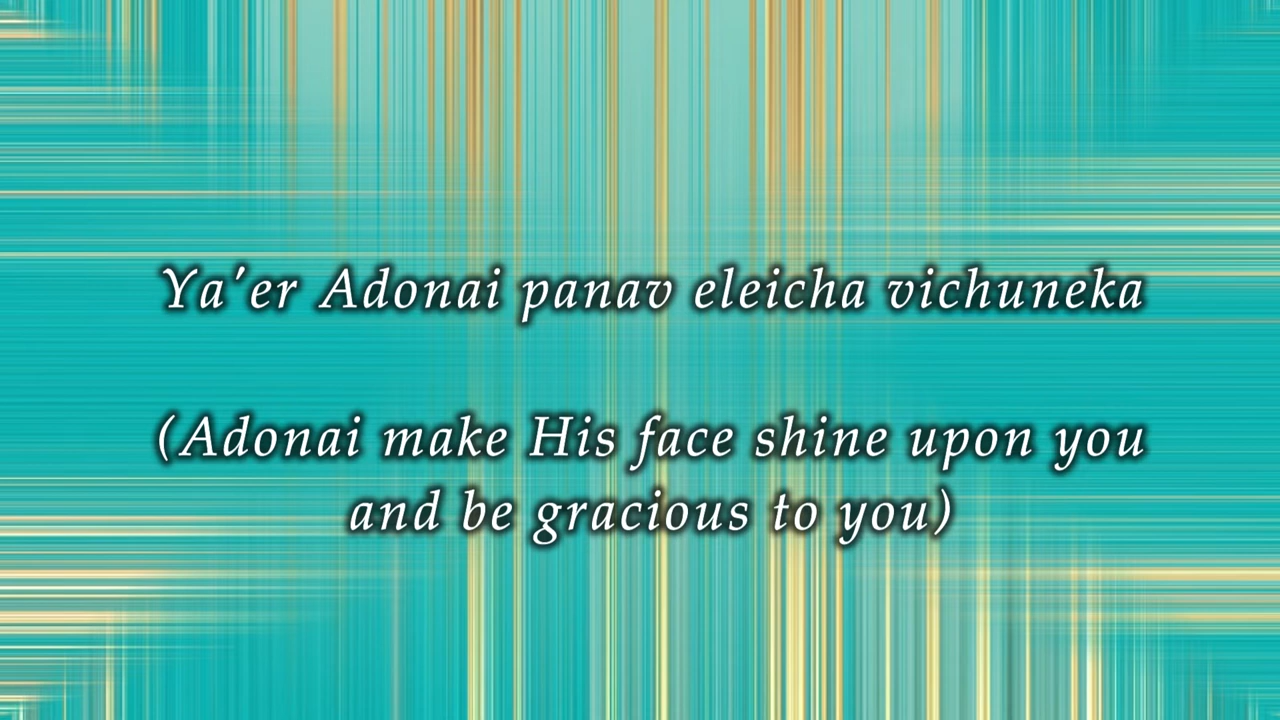 Ya'er Adonai panav eleicha vichuneka
(Adonai make His face shine upon you
and be gracious to you)